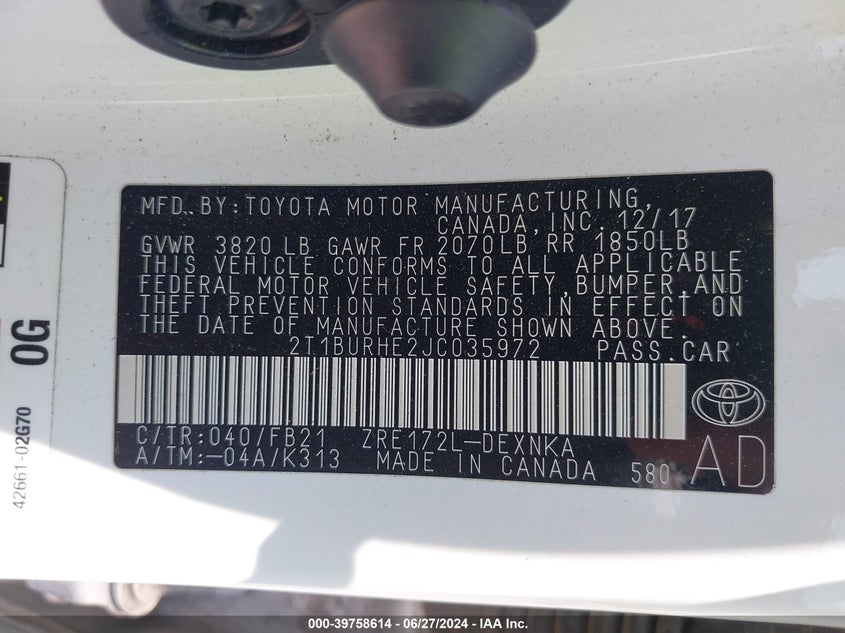 MFD. BY: TOYOTA MOTOR MANUFACTURING,
CANADA, INC. 12/17
GVWR 3820 LB GAWR FR 2070LB RR 1850LB
THIS VEHICLE CONFORMS TO ALL APPLICABLE
FEDERAL MOTOR VEHICLE SAFETY, BUMPER, AND
THEFT PREVENTION STANDARDS IN EFFECT ON
THE DATE OF MANUFACTURE SHOWN ABOVE.
2T1BURHE2JC035972 PASS. CAR
C/TR: 040/FB21 ZRE172L-DEXNKA
A/TM: -04A/K313 MADE IN CANADA 580 AD
42661-02G70 0G
000-39758614 - 06/27/2024 - IAA Inc.